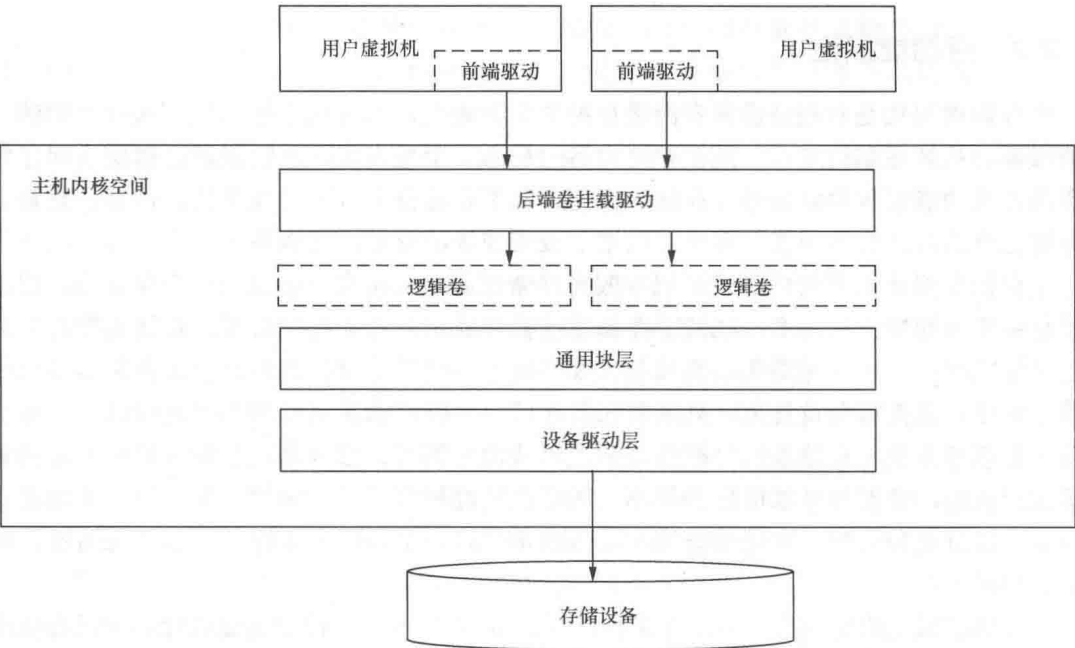 用户虚拟机
用户虚拟机
前端驱动
前端驱动
主机内核空间
后端卷挂载驱动
逻辑卷
逻辑卷
通用块层
设备驱动层
存储设备